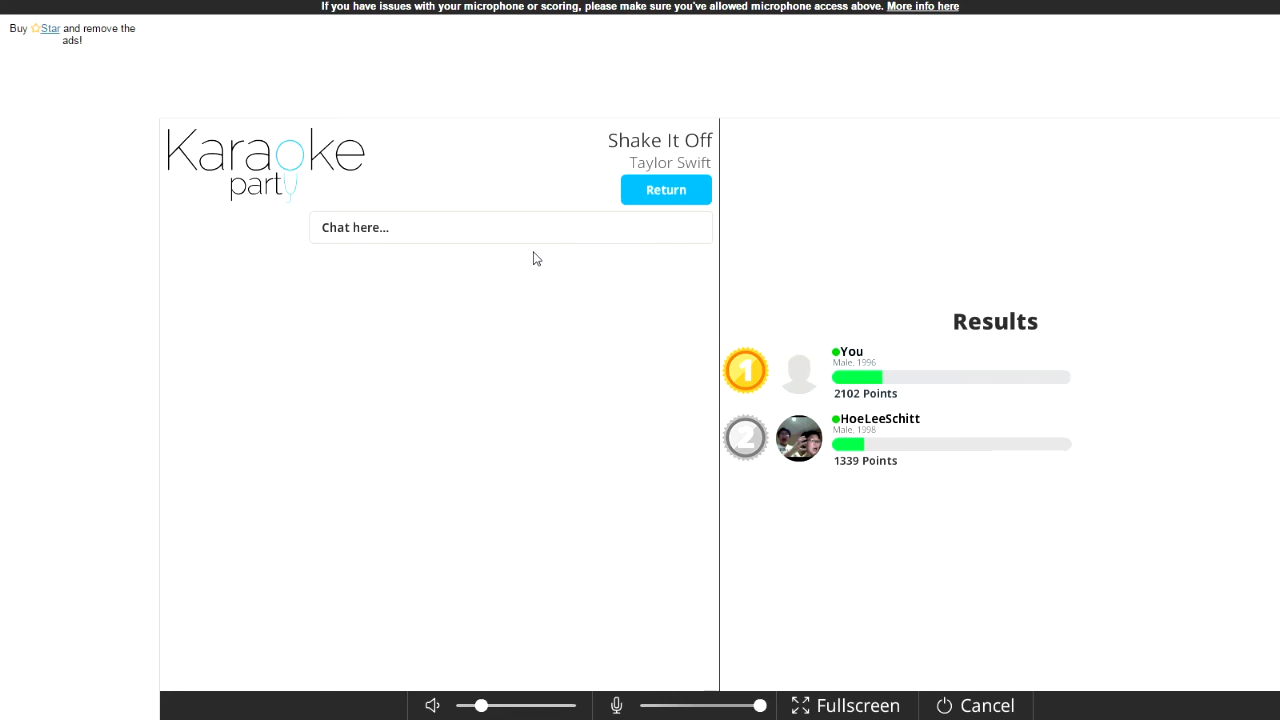 If you have issues with your microphone or scoring, please make sure you've allowed microphone access above. More info here
Buy Star and remove the
ads!
Karaoke
party
Shake It Off
Taylor Swift
Return
Chat here...
Results
1
You
Male, 1996
2102 Points
2
HoeLeeSchitt
Male, 1998
1339 Points
Fullscreen
Cancel